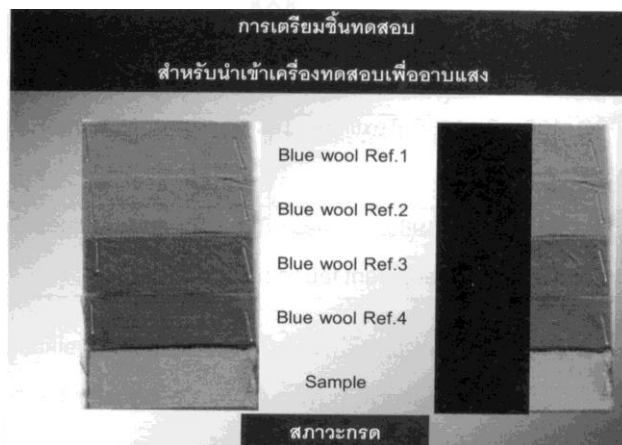 การเตรียมชิ้นทดสอบ
สำหรับนำเข้าเครื่องทดสอบเพื่ออาบแสง
Blue wool Ref.1
Blue wool Ref.2
Blue wool Ref.3
Blue wool Ref.4
Sample
สภาวะกรด